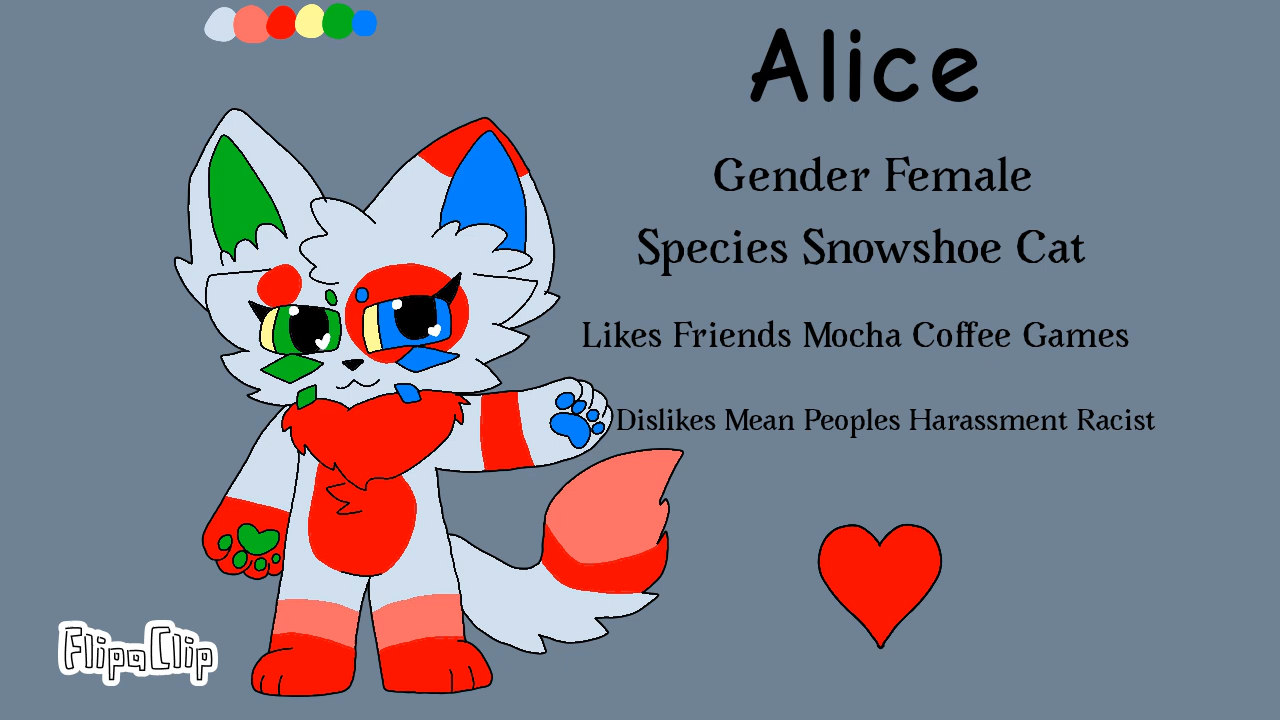 Alice
Gender Female
Species Snowshoe Cat
Likes Friends Mocha Coffee Games
Dislikes Mean Peoples Harassment Racist
FlipaClip